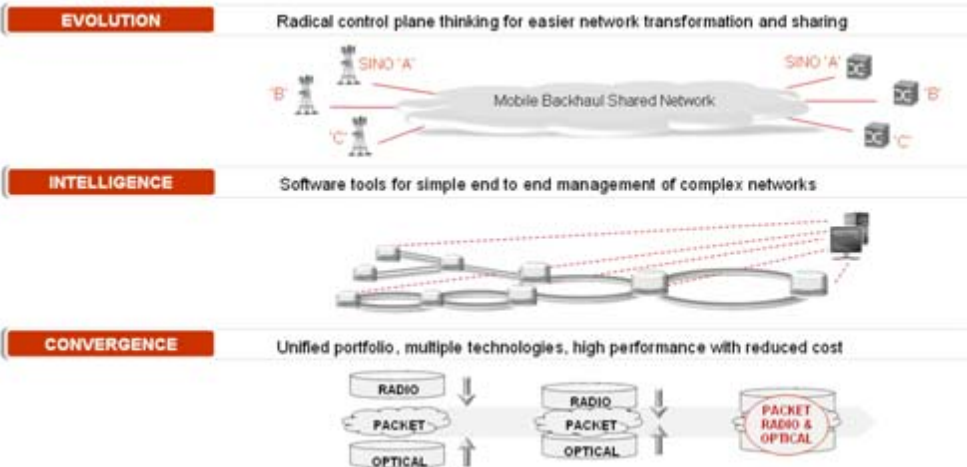 EVOLUTION
Radical control plane thinking for easier network transformation and sharing
SINO 'A'
SINO 'A'
'B'
Mobile Backhaul Shared Network
'B'
'C'
'C'
INTELLIGENCE
Software tools for simple end to end management of complex networks
CONVERGENCE
Unified portfolio, multiple technologies, high performance with reduced cost
RADIO
PACKET
OPTICAL
RADIO
PACKET
OPTICAL
PACKET
RADIO &
OPTICAL